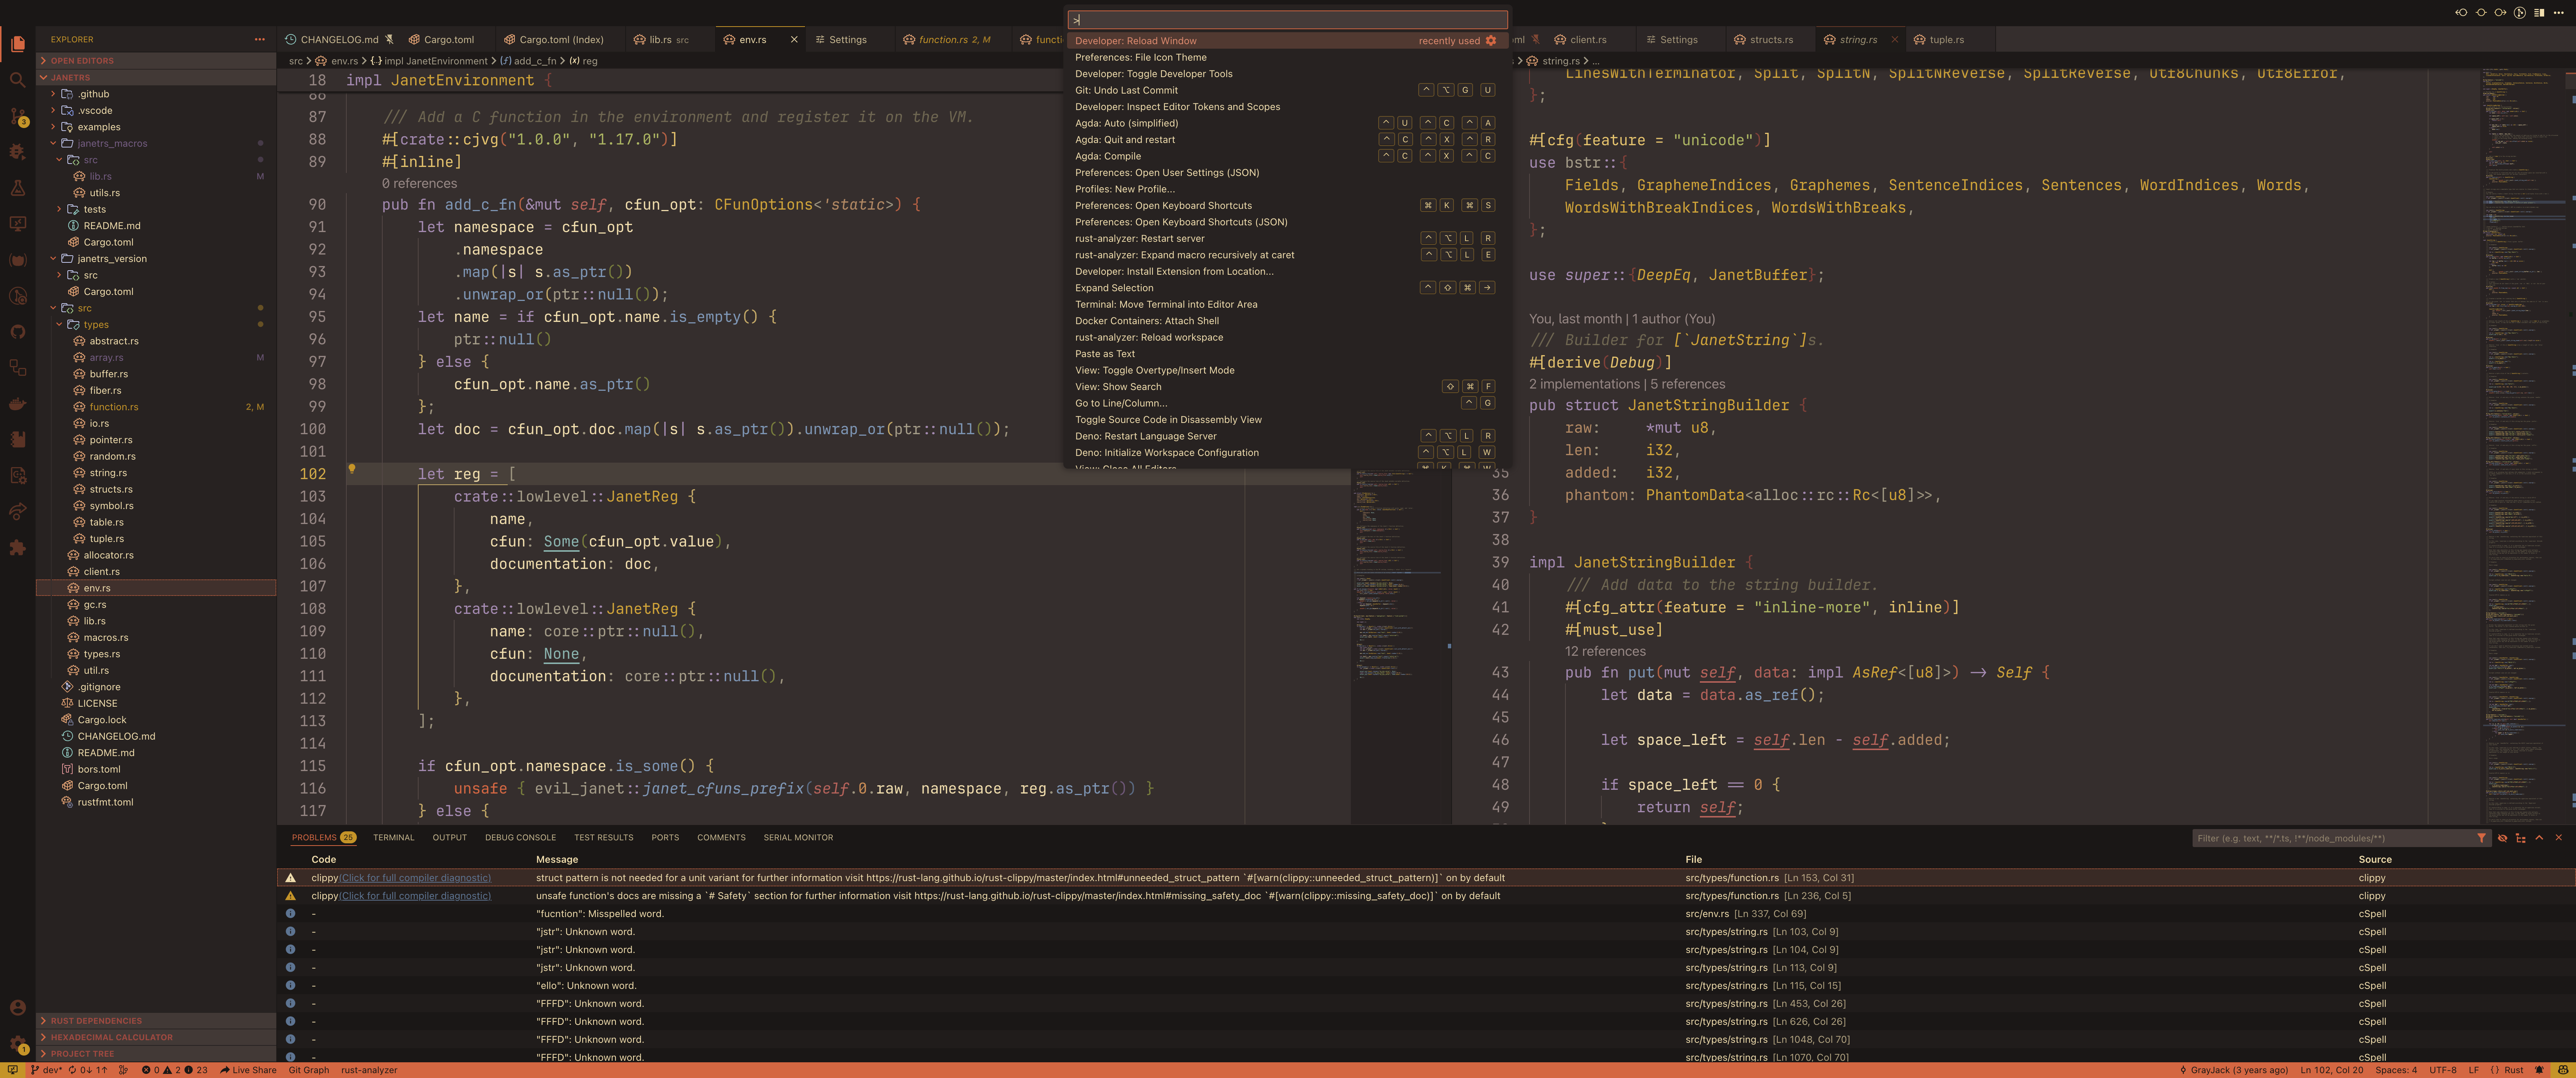 >
Developer: Reload Window recently used
Preferences: File Icon Theme
Developer: Toggle Developer Tools
Git: Undo Last Commit ⌃ ⌥ G U
Developer: Inspect Editor Tokens and Scopes
Agda: Auto (simplified) ⌃ U ⌃ C ⌃ A
Agda: Quit and restart ⌃ C ⌃ X ⌃ R
Agda: Compile ⌃ C ⌃ X ⌃ C
Preferences: Open User Settings (JSON)
Profiles: New Profile...
Preferences: Open Keyboard Shortcuts ⌘ K ⌘ S
Preferences: Open Keyboard Shortcuts (JSON)
rust-analyzer: Restart server ⌃ ⌥ L R
rust-analyzer: Expand macro recursively at caret ⌃ ⌥ L E
Developer: Install Extension from Location...
Expand Selection ⌃ ⇧ ⌘ →
Terminal: Move Terminal into Editor Area
Docker Containers: Attach Shell
rust-analyzer: Reload workspace
Paste as Text
View: Toggle Overtype/Insert Mode
View: Show Search ⇧ ⌘ F
Go to Line/Column... ⌃ G
Toggle Source Code in Disassembly View
Deno: Restart Language Server ⌃ ⌥ L R
Deno: Initialize Workspace Configuration ⌃ ⌥ L W
EXPLORER ...
OPEN EDITORS
JANETRS
.github
.vscode
examples
janetrs_macros
src
lib.rs M
utils.rs
tests
README.md
Cargo.toml
janetrs_version
src
Cargo.toml
src
types
abstract.rs
array.rs M
buffer.rs
fiber.rs
function.rs 2, M
io.rs
pointer.rs
random.rs
string.rs
structs.rs
symbol.rs
table.rs
tuple.rs
allocator.rs
client.rs
env.rs
gc.rs
lib.rs
macros.rs
types.rs
util.rs
.gitignore
LICENSE
Cargo.lock
CHANGELOG.md
README.md
bors.toml
Cargo.toml
rustfmt.toml
RUST DEPENDENCIES
HEXADECIMAL CALCULATOR
PROJECT TREE
3
1
CHANGELOG.md Cargo.toml Cargo.toml (Index) lib.rs src env.rs Settings function.rs 2, M
src > env.rs > {} impl JanetEnvironment > add_c_fn > reg
18 impl JanetEnvironment {
87 /// Add a C function in the environment and register it on the VM.
88 #[crate::cjvg("1.0.0", "1.17.0")]
89 #[inline]
0 references
90 pub fn add_c_fn(&mut self, cfun_opt: CFunOptions<'static>) {
91 let namespace = cfun_opt
92 .namespace
93 .map(|s| s.as_ptr())
94 .unwrap_or(ptr::null());
95 let name = if cfun_opt.name.is_empty() {
96 ptr::null()
97 } else {
98 cfun_opt.name.as_ptr()
99 };
100 let doc = cfun_opt.doc.map(|s| s.as_ptr()).unwrap_or(ptr::null());
101
102 let reg = [
103 crate::lowlevel::JanetReg {
104 name,
105 cfun: Some(cfun_opt.value),
106 documentation: doc,
107 },
108 crate::lowlevel::JanetReg {
109 name: core::ptr::null(),
110 cfun: None,
111 documentation: core::ptr::null(),
112 },
113 ];
114
115 if cfun_opt.namespace.is_some() {
116 unsafe { evil_janet::janet_cfuns_prefix(self.0.raw, namespace, reg.as_ptr()) }
117 } else {
client.rs Settings structs.rs string.rs tuple.rs
> string.rs > ...
LinesWithTerminator, Split, SplitN, SplitNReverse, SplitReverse, Utf8Chunks, Utf8Error,
};
#[cfg(feature = "unicode")]
use bstr::{
Fields, GraphemeIndices, Graphemes, SentenceIndices, Sentences, WordIndices, Words,
WordsWithBreakIndices, WordsWithBreaks,
};
use super::{DeepEq, JanetBuffer};
You, last month | 1 author (You)
/// Builder for [`JanetString`]s.
#[derive(Debug)]
2 implementations | 5 references
pub struct JanetStringBuilder {
raw: *mut u8,
len: i32,
35 added: i32,
36 phantom: PhantomData<alloc::rc::Rc<[u8]>>,
37 }
38
39 impl JanetStringBuilder {
40 /// Add data to the string builder.
41 #[cfg_attr(feature = "inline-more", inline)]
42 #[must_use]
12 references
43 pub fn put(mut self, data: impl AsRef<[u8]>) -> Self {
44 let data = data.as_ref();
45
46 let space_left = self.len - self.added;
47
48 if space_left == 0 {
49 return self;
PROBLEMS 25 TERMINAL OUTPUT DEBUG CONSOLE TEST RESULTS PORTS COMMENTS SERIAL MONITOR Filter (e.g. text, **/*.ts, !**/node_modules/**)
Code Message File Source
clippy(Click for full compiler diagnostic) struct pattern is not needed for a unit variant for further information visit https://rust-lang.github.io/rust-clippy/master/index.html#unneeded_struct_pattern `#[warn(clippy::unneeded_struct_pattern)]` on by default src/types/function.rs [Ln 153, Col 31] clippy
clippy(Click for full compiler diagnostic) unsafe function's docs are missing a `# Safety` section for further information visit https://rust-lang.github.io/rust-clippy/master/index.html#missing_safety_doc `#[warn(clippy::missing_safety_doc)]` on by default src/types/function.rs [Ln 236, Col 5] clippy
- "fucntion": Misspelled word. src/env.rs [Ln 337, Col 69] cSpell
- "jstr": Unknown word. src/types/string.rs [Ln 103, Col 9] cSpell
- "jstr": Unknown word. src/types/string.rs [Ln 104, Col 9] cSpell
- "jstr": Unknown word. src/types/string.rs [Ln 113, Col 9] cSpell
- "ello": Unknown word. src/types/string.rs [Ln 115, Col 15] cSpell
- "FFFD": Unknown word. src/types/string.rs [Ln 453, Col 26] cSpell
- "FFFD": Unknown word. src/types/string.rs [Ln 626, Col 26] cSpell
- "FFFD": Unknown word. src/types/string.rs [Ln 1048, Col 70] cSpell
- "FFFD": Unknown word. src/types/string.rs [Ln 1070, Col 70] cSpell
dev* 0↓ 1↑ 0 2 23 Live Share Git Graph rust-analyzer GrayJack (3 years ago) Ln 102, Col 20 Spaces: 4 UTF-8 LF {} Rust